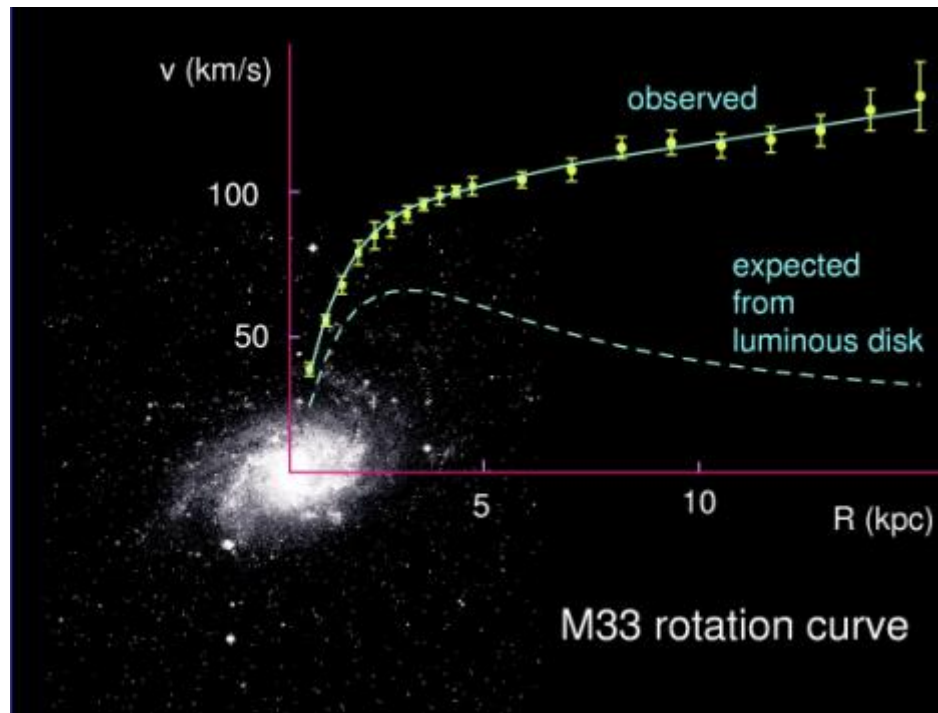 v (km/s)
observed
100
expected
from
luminous disk
50
5
10
R (kpc)
M33 rotation curve